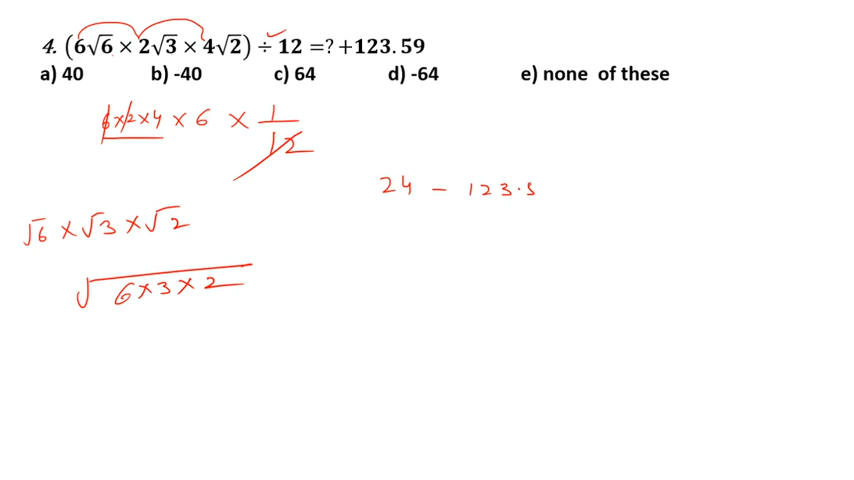 4. (6√6 × 2√3 × 4√2) ÷ 12 =? +123.59
a) 40 b) -40 c) 64 d) -64 e) none of these
6×2×4 × 6 × 1/12
24 – 123.5
√6 × √3 × √2
√6×3×2